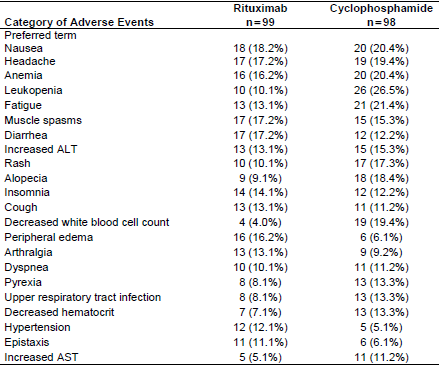 Rituximab Cyclophosphamide
Category of Adverse Events n=99 n=98
Preferred term
Nausea 18 (18.2%) 20 (20.4%)
Headache 17 (17.2%) 19 (19.4%)
Anemia 16 (16.2%) 20 (20.4%)
Leukopenia 10 (10.1%) 26 (26.5%)
Fatigue 13 (13.1%) 21 (21.4%)
Muscle spasms 17 (17.2%) 15 (15.3%)
Diarrhea 17 (17.2%) 12 (12.2%)
Increased ALT 13 (13.1%) 15 (15.3%)
Rash 10 (10.1%) 17 (17.3%)
Alopecia 9 (9.1%) 18 (18.4%)
Insomnia 14 (14.1%) 12 (12.2%)
Cough 13 (13.1%) 11 (11.2%)
Decreased white blood cell count 4 (4.0%) 19 (19.4%)
Peripheral edema 16 (16.2%) 6 (6.1%)
Arthralgia 13 (13.1%) 9 (9.2%)
Dyspnea 10 (10.1%) 11 (11.2%)
Pyrexia 8 (8.1%) 13 (13.3%)
Upper respiratory tract infection 8 (8.1%) 13 (13.3%)
Decreased hematocrit 7 (7.1%) 13 (13.3%)
Hypertension 12 (12.1%) 5 (5.1%)
Epistaxis 11 (11.1%) 6 (6.1%)
Increased AST 5 (5.1%) 11 (11.2%)